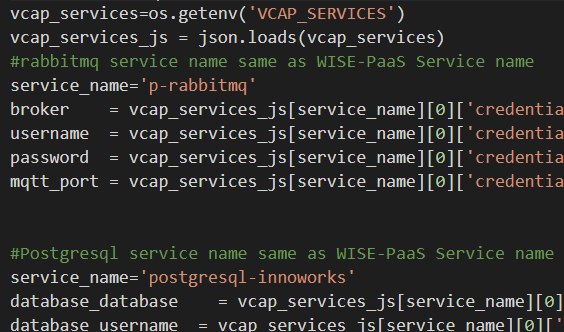 vcap_services=os.getenv('VCAP_SERVICES')
vcap_services_js = json.loads(vcap_services)
#rabbitmq service name same as WISE-PaaS Service name
service_name='p-rabbitmq'
broker    = vcap_services_js[service_name][0]['credentia
username  = vcap_services_js[service_name][0]['credentia
password  = vcap_services_js[service_name][0]['credentia
mqtt_port = vcap_services_js[service_name][0]['credentia
#Postgresql service name same as WISE-PaaS Service name
service_name='postgresql-innoworks'
database_database    = vcap_services_js[service_name][0]
database_username  = vcap_services_js[service_name][0]['